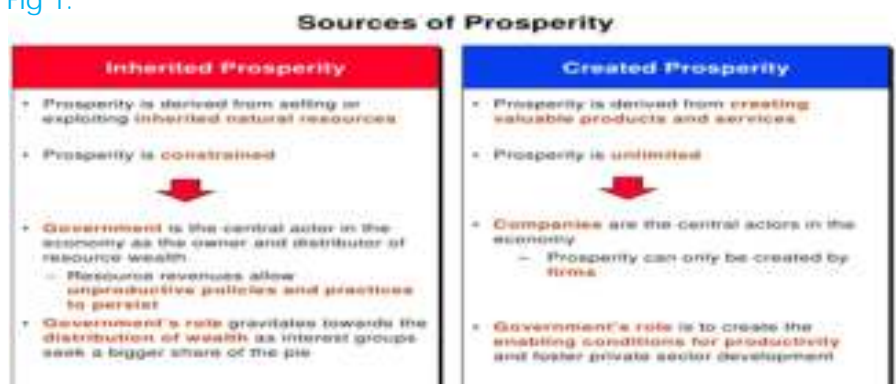 Fig 1.
Sources of Prosperity
Inherited Prosperity
• Prosperity is derived from selling or
exploiting inherited natural resources
• Prosperity is constrained
• Government is the central actor in the
economy as the owner and distributor of
resource wealth
– Resource revenues allow
unproductive policies and practices
to persist
• Government's role gravitates towards the
distribution of wealth as interest groups
seek a bigger share of the pie
Created Prosperity
• Prosperity is derived from creating
valuable products and services
• Prosperity is unlimited
• Companies are the central actors in the
economy
– Prosperity can only be created by
firms
• Government's role is to create the
enabling conditions for productivity
and foster private sector development